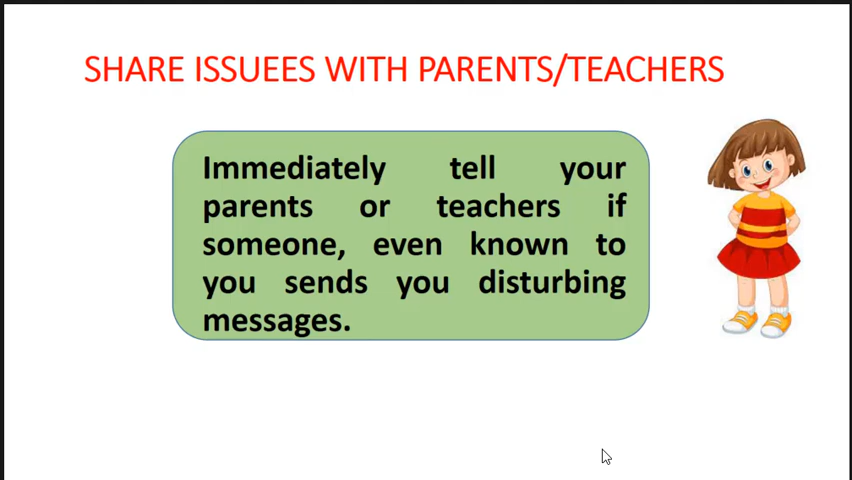 SHARE ISSUEES WITH PARENTS/TEACHERS
Immediately tell your
parents or teachers if
someone, even known to
you sends you disturbing
messages.